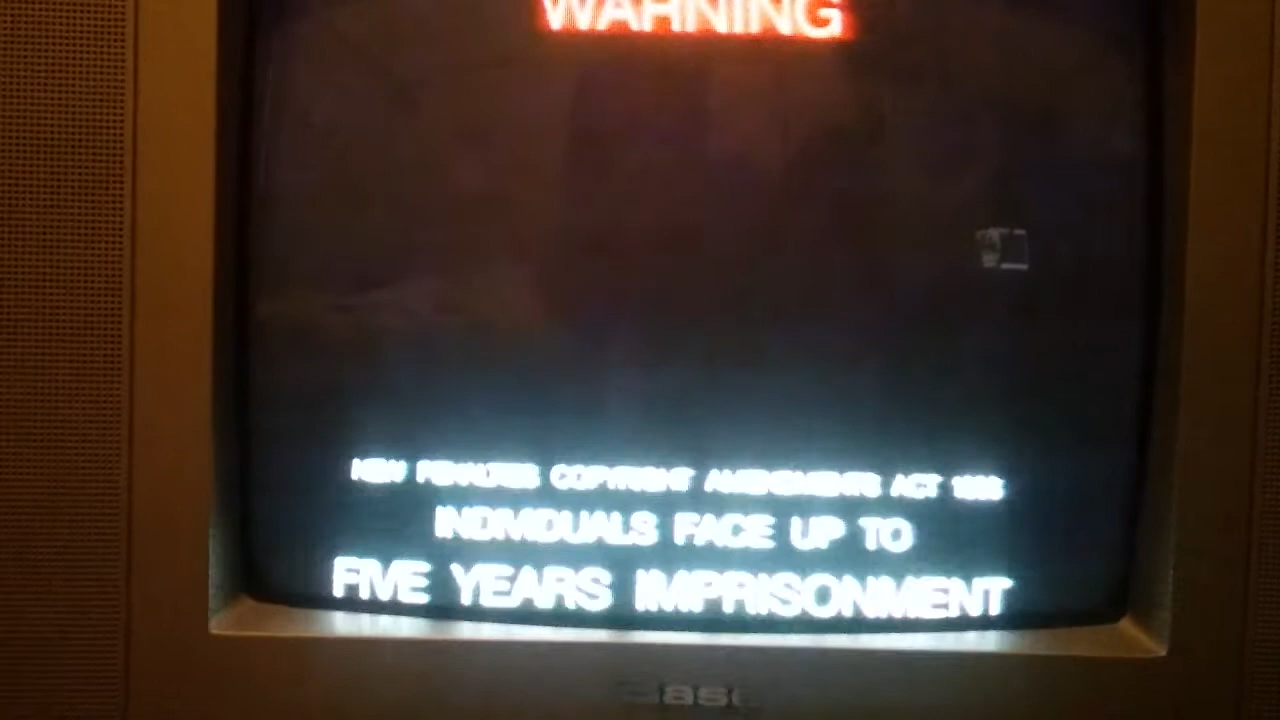 WARNING
NEW PENALTIES COPYRIGHT AMENDMENTS ACT
INDIVIDUALS FACE UP TO
FIVE YEARS IMPRISONMENT